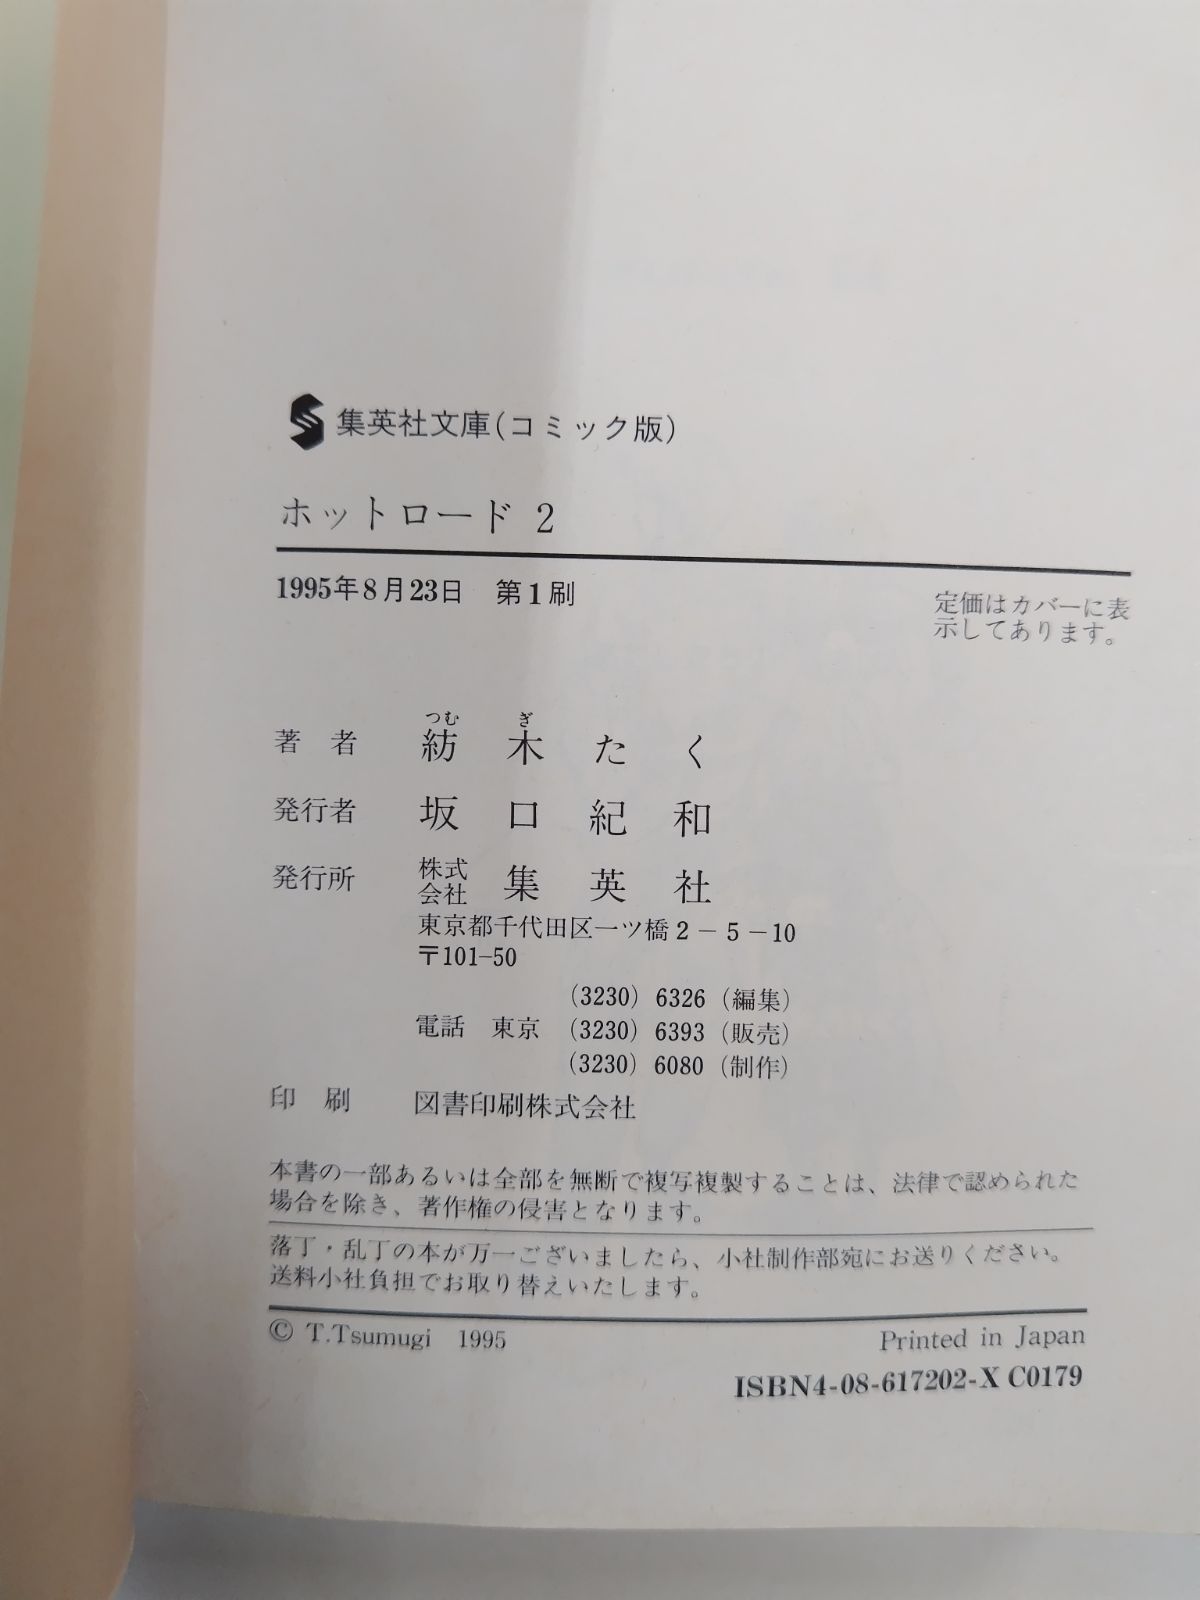 集英社文庫(コミック版)
ホットロード 2
1995年8月23日　第1刷
定価はカバーに表
示してあります。
つむ　ぎ
著　者　紡　木　た　く
発行者　坂　口　紀　和
発行所　株式会社　集　英　社
東京都千代田区一ツ橋2－5－10
〒101-50
(3230) 6326 (編集)
電話　東京　(3230) 6393 (販売)
(3230) 6080 (制作)
印　刷　図書印刷株式会社
本書の一部あるいは全部を無断で複写複製することは、法律で認められた
場合を除き、著作権の侵害となります。
落丁・乱丁の本が万一ございましたら、小社制作部宛にお送りください。
送料小社負担でお取り替えいたします。
© T.Tsumugi 1995
Printed in Japan
ISBN4-08-617202-X C0179